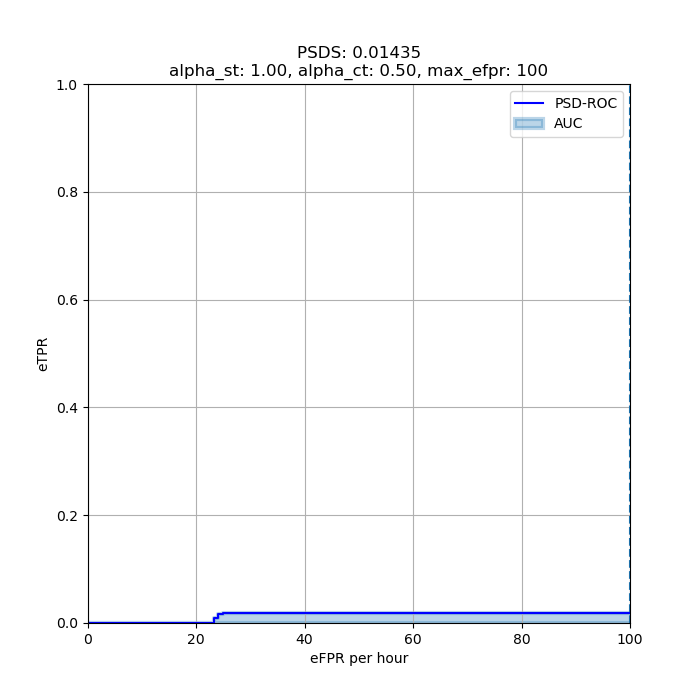 PSDS: 0.01435
alpha_st: 1.00, alpha_ct: 0.50, max_efpr: 100
PSD-ROC
AUC
1.0
0.8
0.6
0.4
0.2
0.0
eTPR
0 20 40 60 80 100
eFPR per hour